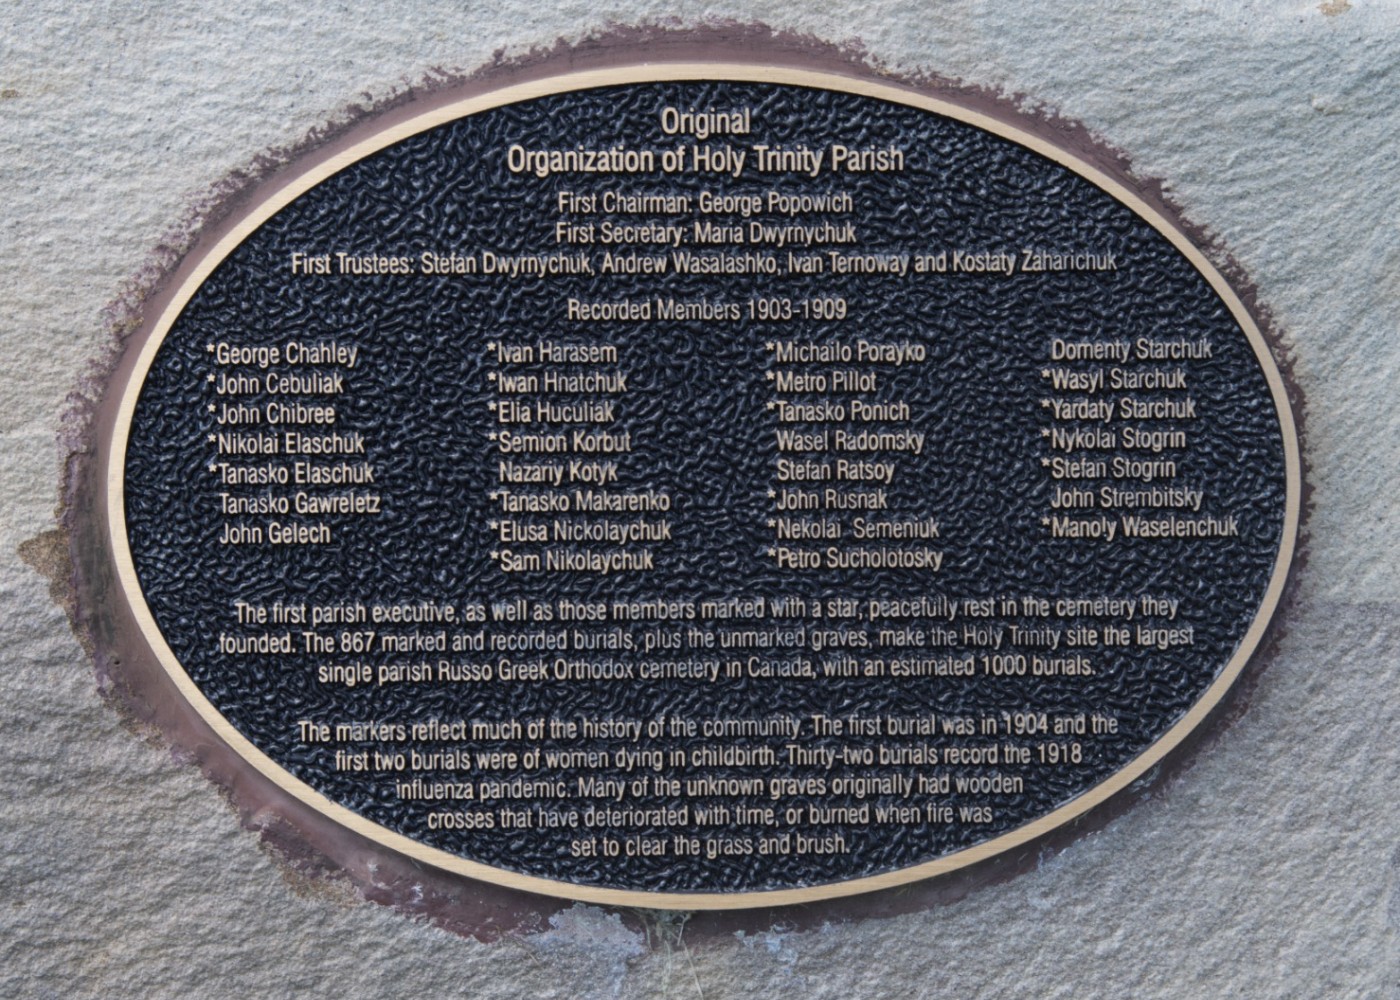 Original
Organization of Holy Trinity Parish
First Chairman: George Popowich
First Secretary: Maria Dwyrnychuk
First Trustees: Stefan Dwyrnychuk, Andrew Wasalashko, Ivan Ternoway and Kostaty Zaharichuk
Recorded Members 1903-1909
*George Chahley
*John Cebuliak
*John Chibree
*Nikolai Elaschuk
*Tanasko Elaschuk
Tanasko Gawreletz
John Gelech
*Ivan Harasem
*Iwan Hnatchuk
*Elia Huculiak
*Semion Korbut
Nazariy Kotyk
*Tanasko Makarenko
*Elusa Nickolaychuk
*Sam Nikolaychuk
*Michailo Porayko
*Metro Pillot
*Tanasko Ponich
Wasel Radomsky
Stefan Ratsoy
*John Rusnak
*Nekolai Semeniuk
*Petro Sucholotosky
Domenty Starchuk
*Wasyl Starchuk
*Yardaty Starchuk
*Nykolai Stogrin
*Stefan Stogrin
John Strembitsky
*Manoly Waselenchuk
The first parish executive, as well as those members marked with a star, peacefully rest in the cemetery they
founded. The 867 marked and recorded burials, plus the unmarked graves, make the Holy Trinity site the largest
single parish Russo Greek Orthodox cemetery in Canada, with an estimated 1000 burials.
The markers reflect much of the history of the community. The first burial was in 1904 and the
first two burials were of women dying in childbirth. Thirty-two burials record the 1918
influenza pandemic. Many of the unknown graves originally had wooden
crosses that have deteriorated with time, or burned when fire was
set to clear the grass and brush.